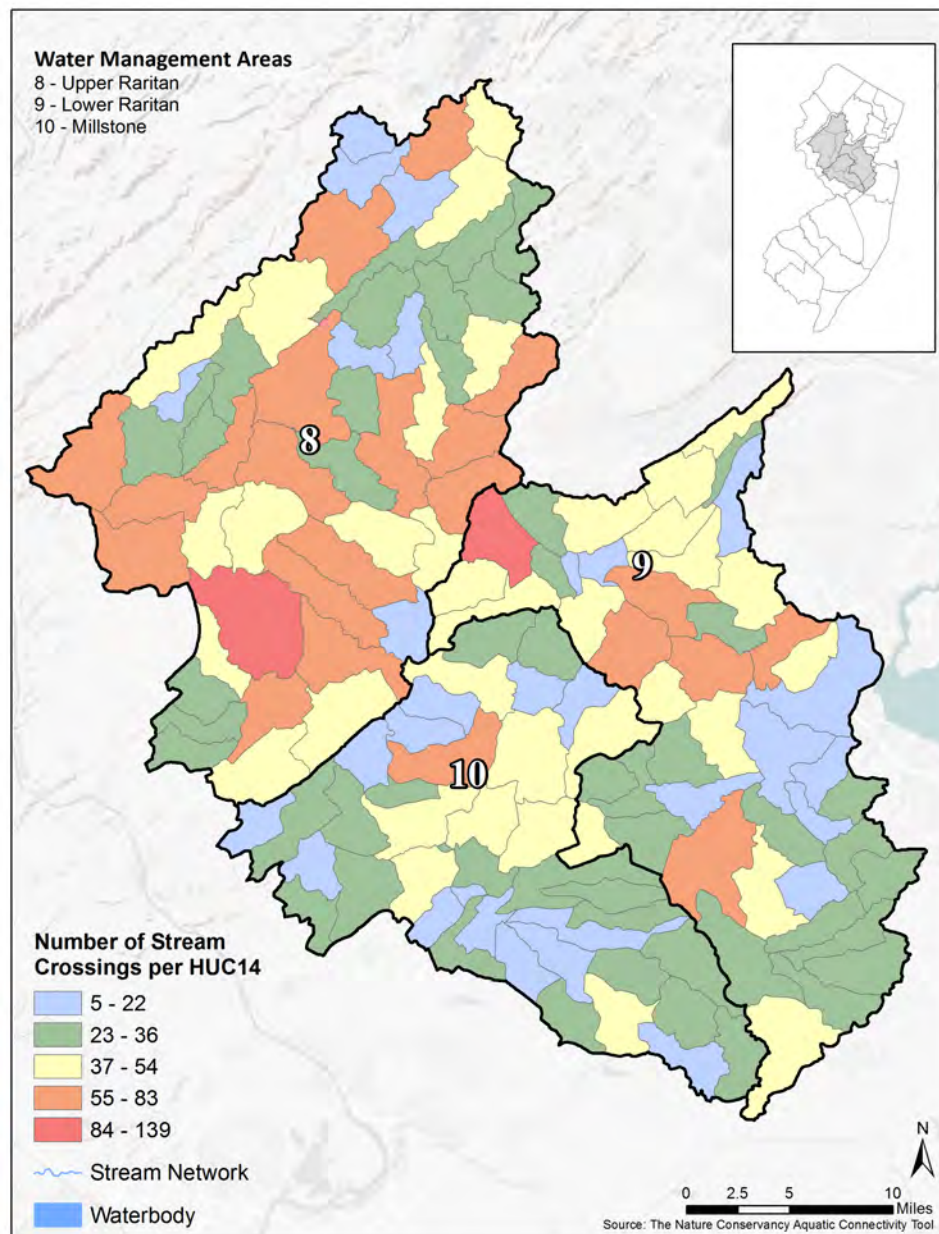 Water Management Areas
8 - Upper Raritan
9 - Lower Raritan
10 - Millstone
8
9
10
Number of Stream
Crossings per HUC14
5 - 22
23 - 36
37 - 54
55 - 83
84 - 139
Stream Network
Waterbody
N
0 2.5 5 10
Miles
Source: The Nature Conservancy Aquatic Connectivity Tool